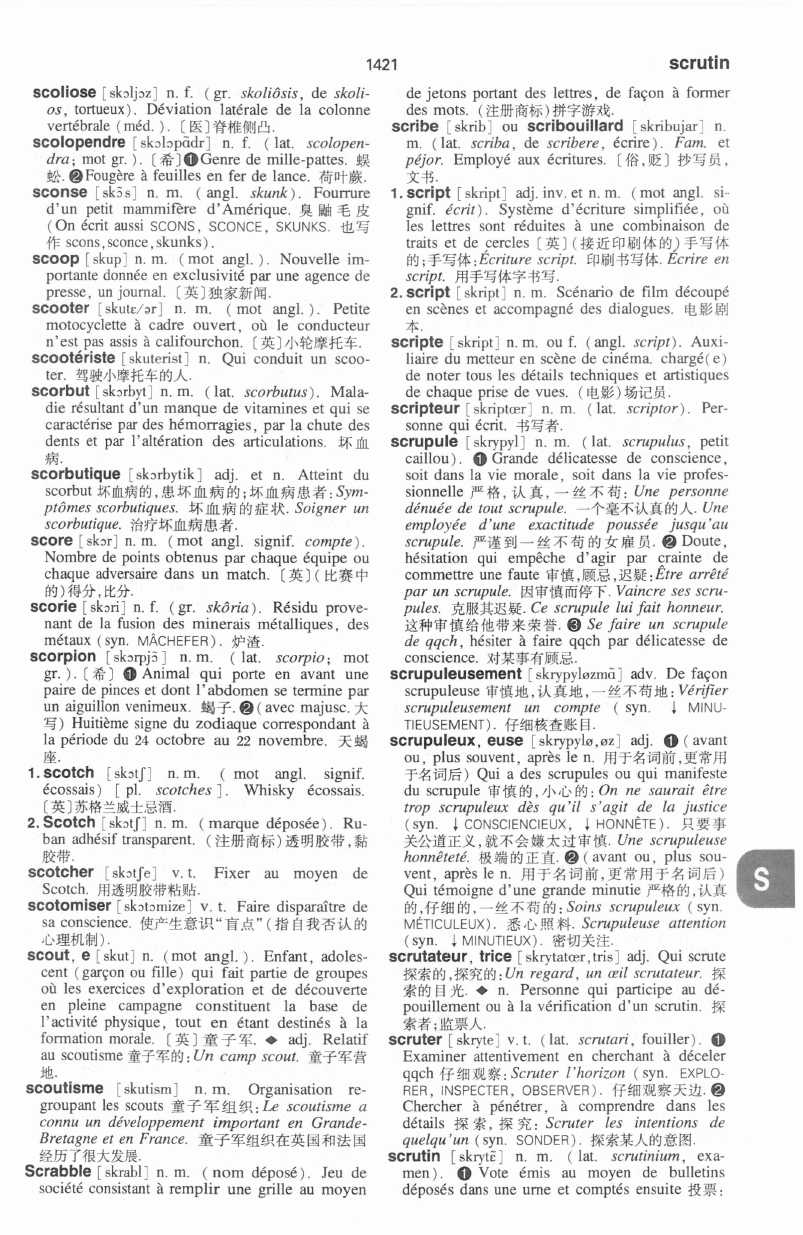 1421
scrutin
scoliose [skɔljɔz] n. f. (gr. skoliôsis, de skoli-
os, tortueux). Déviation latérale de la colonne
vertébrale (méd.). 〔医〕脊椎侧凸.
scolopendre [skɔlɔpɑ̃dr] n. f. (lat. scolopen-
dra; mot gr.). 〔希〕❶Genre de mille-pattes. 蜈
蚣. ❷Fougère à feuilles en fer de lance. 荷叶蕨.
sconse [skɔ̃s] n. m. (angl. skunk). Fourrure
d'un petit mammifère d'Amérique. 臭鼬毛皮
(On écrit aussi SCONS, SCONCE, SKUNKS. 也写
作 scons,sconce,skunks).
scoop [skup] n. m. (mot angl.). Nouvelle im-
portante donnée en exclusivité par une agence de
presse, un journal. 〔英〕独家新闻.
scooter [skutɛ/ər] n. m. (mot angl.). Petite
motocyclette à cadre ouvert, où le conducteur
n'est pas assis à califourchon. 〔英〕小轮摩托车.
scootériste [skuterist] n. Qui conduit un scoo-
ter. 驾驶小摩托车的人.
scorbut [skɔrbyt] n. m. (lat. scorbutus). Mala-
die résultant d'un manque de vitamines et qui se
caractérise par des hémorragies, par la chute des
dents et par l'altération des articulations. 坏血
病.
scorbutique [skɔrbytik] adj. et n. Atteint du
scorbut 坏血病的,患坏血病的;坏血病患者:Sym-
ptômes scorbutiques. 坏血病的症状. Soigner un
scorbutique. 治疗坏血病患者.
score [skɔr] n. m. (mot angl. signif. compte).
Nombre de points obtenus par chaque équipe ou
chaque adversaire dans un match. 〔英〕(比赛中
的)得分,比分.
scorie [skɔri] n. f. (gr. skôria). Résidu prove-
nant de la fusion des minerais métalliques, des
métaux (syn. MÂCHEFER). 炉渣.
scorpion [skɔrpjɔ̃] n. m. (lat. scorpio; mot
gr.). 〔希〕 ❶ Animal qui porte en avant une
paire de pinces et dont l'abdomen se termine par
un aiguillon venimeux. 蝎子. ❷(avec majusc. 大
写) Huitième signe du zodiaque correspondant à
la période du 24 octobre au 22 novembre. 天蝎
座.
1. scotch [skɔtʃ] n. m. (mot angl. signif.
écossais) [pl. scotches]. Whisky écossais.
〔英〕苏格兰威士忌酒.
2. Scotch [skɔtʃ] n. m. (marque déposée). Ru-
ban adhésif transparent. (注册商标)透明胶带,黏
胶带.
scotcher [skɔtʃe] v. t. Fixer au moyen de
Scotch. 用透明胶带粘贴.
scotomiser [skɔtɔmize] v. t. Faire disparaître de
sa conscience. 使产生意识“盲点”(指自我否认的
心理机制).
scout, e [skut] n. (mot angl.). Enfant, adoles-
cent (garçon ou fille) qui fait partie de groupes
où les exercices d'exploration et de découverte
en pleine campagne constituent la base de
l'activité physique, tout en étant destinés à la
formation morale. 〔英〕童子军. ◆ adj. Relatif
au scoutisme 童子军的:Un camp scout. 童子军营
地.
scoutisme [skutism] n. m. Organisation re-
groupant les scouts 童子军组织:Le scoutisme a
connu un développement important en Grande-
Bretagne et en France. 童子军组织在英国和法国
经历了很大发展.
Scrabble [skrabl] n. m. (nom déposé). Jeu de
société consistant à remplir une grille au moyen
de jetons portant des lettres, de façon à former
des mots. (注册商标)拼字游戏.
scribe [skrib] ou scribouillard [skribujar] n.
m. (lat. scriba, de scribere, écrire). Fam. et
péjor. Employé aux écritures. 〔俗,贬〕抄写员,
文书.
1. script [skript] adj. inv. et n. m. (mot angl. si-
gnif. écrit). Système d'écriture simplifiée, où
les lettres sont réduites à une combinaison de
traits et de cercles 〔英〕(接近印刷体的)手写体
的;手写体:Écriture script. 印刷书写体. Écrire en
script. 用手写体字书写.
2. script [skript] n. m. Scénario de film découpé
en scènes et accompagné des dialogues. 电影剧
本.
scripte [skript] n. m. ou f. (angl. script). Auxi-
liaire du metteur en scène de cinéma. chargé(e)
de noter tous les détails techniques et artistiques
de chaque prise de vues. (电影)场记员.
scripteur [skriptœr] n. m. (lat. scriptor). Per-
sonne qui écrit. 书写者.
scrupule [skrypyl] n. m. (lat. scrupulus, petit
caillou). ❶ Grande délicatesse de conscience,
soit dans la vie morale, soit dans la vie profes-
sionnelle 严格,认真,一丝不苟: Une personne
dénuée de tout scrupule. 一个毫不认真的人. Une
employée d'une exactitude poussée jusqu'au
scrupule. 严谨到一丝不苟的女雇员. ❷ Doute,
hésitation qui empêche d'agir par crainte de
commettre une faute 审慎,顾忌,迟疑:Être arrêté
par un scrupule. 因审慎而停下. Vaincre ses scru-
pules. 克服其迟疑. Ce scrupule lui fait honneur.
这种审慎给他带来荣誉. ❸ Se faire un scrupule
de qqch, hésiter à faire qqch par délicatesse de
conscience. 对某事有顾忌.
scrupuleusement [skrypyløzmɑ̃] adv. De façon
scrupuleuse 审慎地,认真地,一丝不苟地:Vérifier
scrupuleusement un compte (syn. ↓ MINU-
TIEUSEMENT). 仔细核查账目.
scrupuleux, euse [skrypylø,øz] adj. ❶ (avant
ou, plus souvent, après le n. 用于名词前,更常用
于名词后) Qui a des scrupules ou qui manifeste
du scrupule 审慎的,小心的: On ne saurait être
trop scrupuleux dès qu'il s'agit de la justice
(syn. ↓ CONSCIENCIEUX, ↓ HONNÊTE). 只要事
关公道正义,就不会嫌太过审慎. Une scrupuleuse
honnêteté. 极端的正直. ❷ (avant ou, plus sou-
vent, après le n. 用于名词前,更常用于名词后)
Qui témoigne d'une grande minutie 严格的,认真
的,仔细的,一丝不苟的: Soins scrupuleux (syn.
MÉTICULEUX). 悉心照料. Scrupuleuse attention
(syn. ↓ MINUTIEUX). 密切关注.
scrutateur, trice [skrytatœr,tris] adj. Qui scrute
探索的,探究的:Un regard, un œil scrutateur. 探
索的目光. ◆ n. Personne qui participe au dé-
pouillement ou à la vérification d'un scrutin. 探
索者;监票人.
scruter [skryte] v. t. (lat. scrutari, fouiller). ❶
Examiner attentivement en cherchant à déceler
qqch 仔细观察: Scruter l'horizon (syn. EXPLO-
RER, INSPECTER, OBSERVER). 仔细观察天边. ❷
Chercher à pénétrer, à comprendre dans les
détails 探索,探究: Scruter les intentions de
quelqu'un (syn. SONDER). 探索某人的意图.
scrutin [skrytɛ̃] n. m. (lat. scrutinium, exa-
men). ❶ Vote émis au moyen de bulletins
déposés dans une urne et comptés ensuite 投票:
S